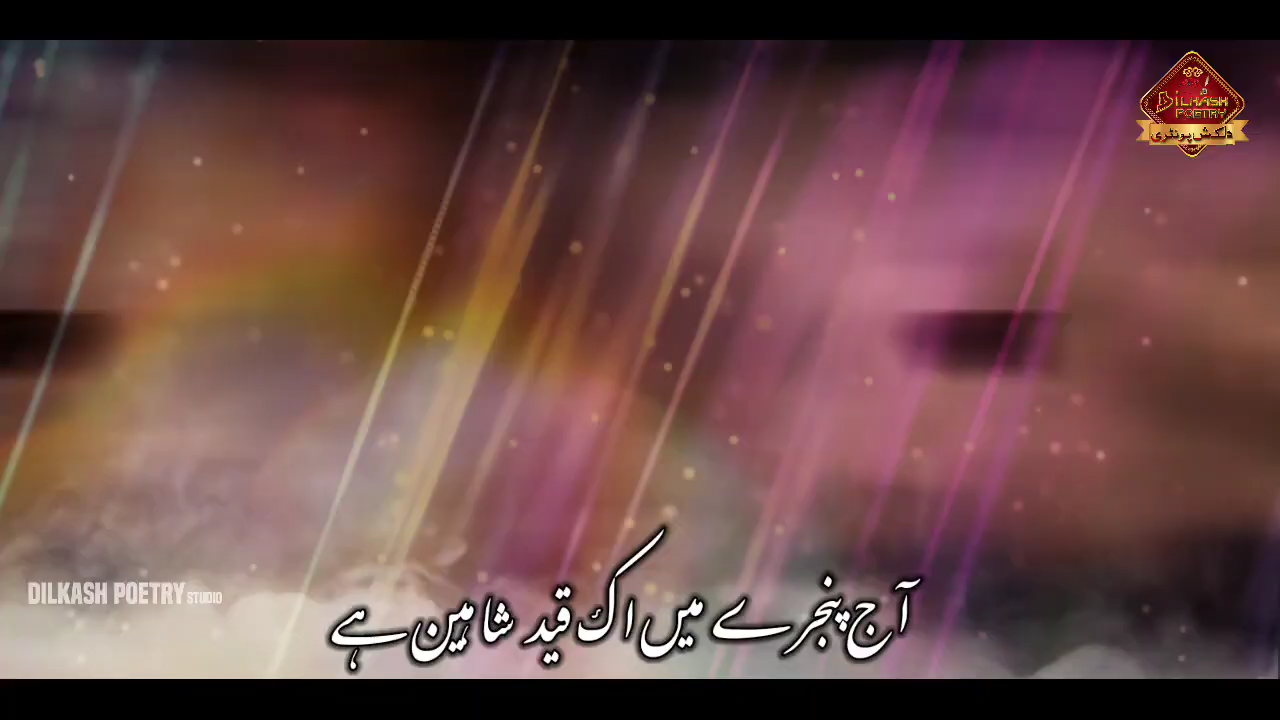 DILKASH
POETRY
دلکش پوئٹری
DILKASH POETRY STUDIO
آج پنجرے میں اک قید شاہین ہے